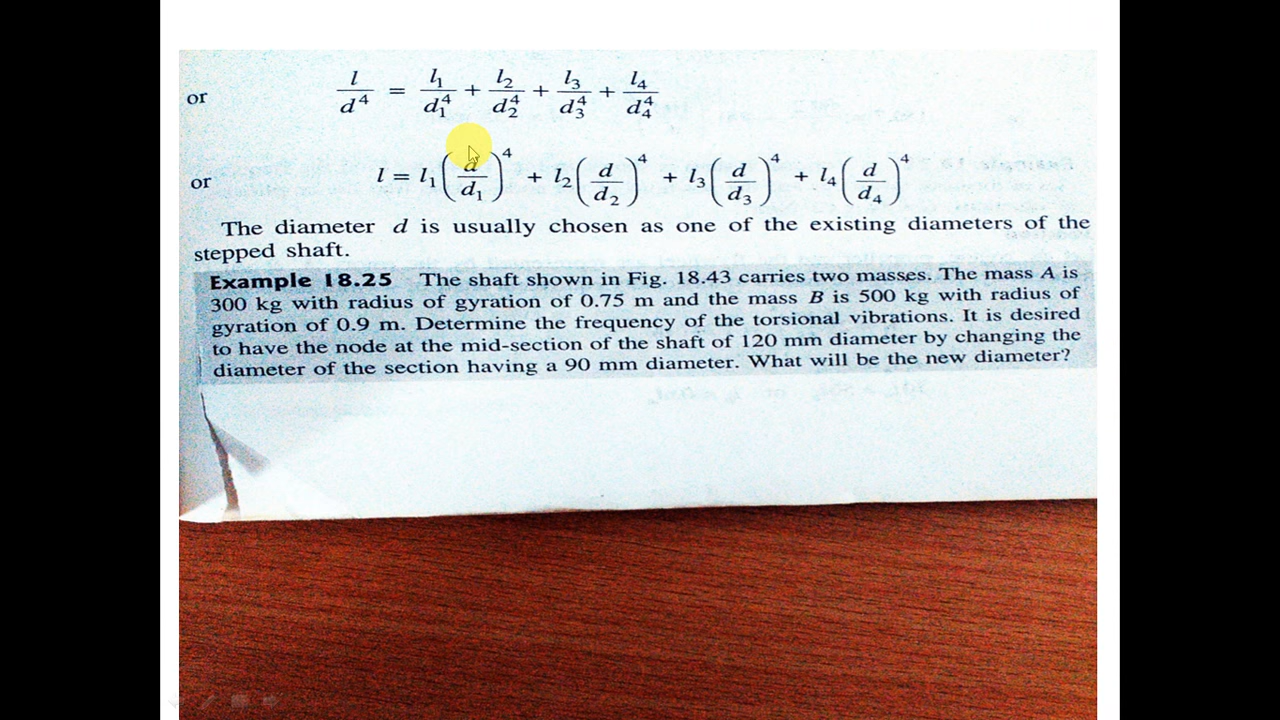 or l/d⁴ = l₁/d₁⁴ + l₂/d₂⁴ + l₃/d₃⁴ + l₄/d₄⁴
or l = l₁(d/d₁)⁴ + l₂(d/d₂)⁴ + l₃(d/d₃)⁴ + l₄(d/d₄)⁴
The diameter d is usually chosen as one of the existing diameters of the
stepped shaft.
Example 18.25 The shaft shown in Fig. 18.43 carries two masses. The mass A is
300 kg with radius of gyration of 0.75 m and the mass B is 500 kg with radius of
gyration of 0.9 m. Determine the frequency of the torsional vibrations. It is desired
to have the node at the mid-section of the shaft of 120 mm diameter by changing the
diameter of the section having a 90 mm diameter. What will be the new diameter?